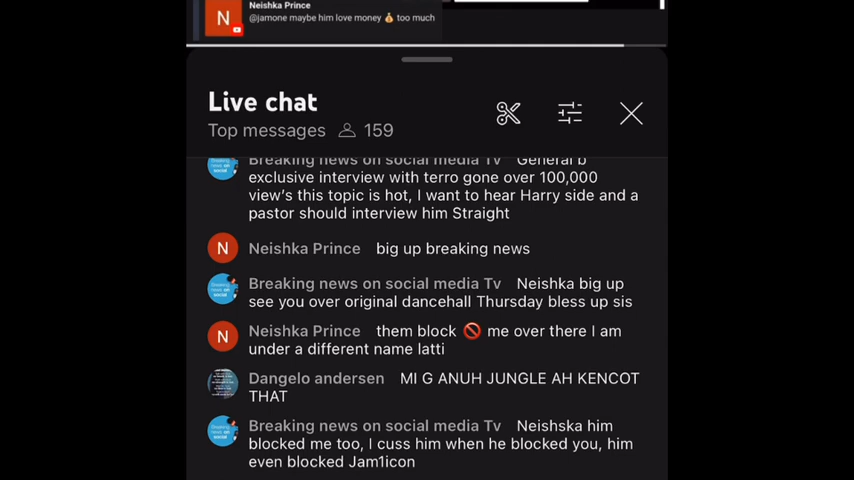 Neishka Prince
@jamone maybe him love money 💰 too much
Live chat
Top messages 159
Breaking news on social media Tv General b
exclusive interview with terro gone over 100,000
view's this topic is hot, I want to hear Harry side and a
pastor should interview him Straight
Neishka Prince big up breaking news
Breaking news on social media Tv Neishka big up
see you over original dancehall Thursday bless up sis
Neishka Prince them block 🚫 me over there I am
under a different name latti
Dangelo andersen MI G ANUH JUNGLE AH KENCOT
THAT
Breaking news on social media Tv Neishska him
blocked me too, I cuss him when he blocked you, him
even blocked Jam1icon